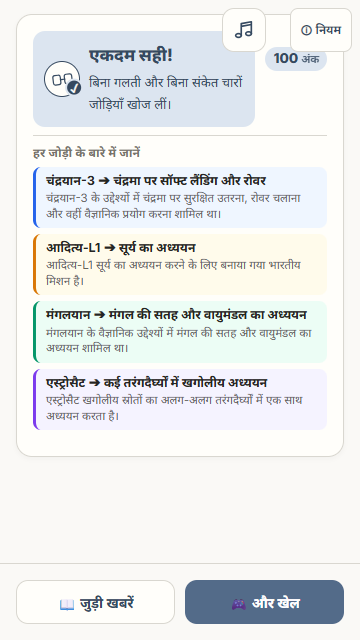 ⓘ नियम
एकदम सही!
100 अंक
बिना गलती और बिना संकेत चारों
जोड़ियाँ खोज लीं।
हर जोड़ी के बारे में जानें
चंद्रयान-3 ➔ चंद्रमा पर सॉफ्ट लैंडिंग और रोवर
चंद्रयान-3 के उद्देश्यों में चंद्रमा पर सुरक्षित उतरना, रोवर चलाना
और वहीं वैज्ञानिक प्रयोग करना शामिल था।
आदित्य-L1 ➔ सूर्य का अध्ययन
आदित्य-L1 सूर्य का अध्ययन करने के लिए बनाया गया भारतीय
मिशन है।
मंगलयान ➔ मंगल की सतह और वायुमंडल का अध्ययन
मंगलयान के वैज्ञानिक उद्देश्यों में मंगल की सतह और वायुमंडल का
अध्ययन शामिल था।
एस्ट्रोसैट ➔ कई तरंगदैर्घ्यों में खगोलीय अध्ययन
एस्ट्रोसैट खगोलीय स्रोतों का अलग-अलग तरंगदैर्घ्यों में एक साथ
अध्ययन करता है।
📖 जुड़ी खबरें
🎮 और खेल